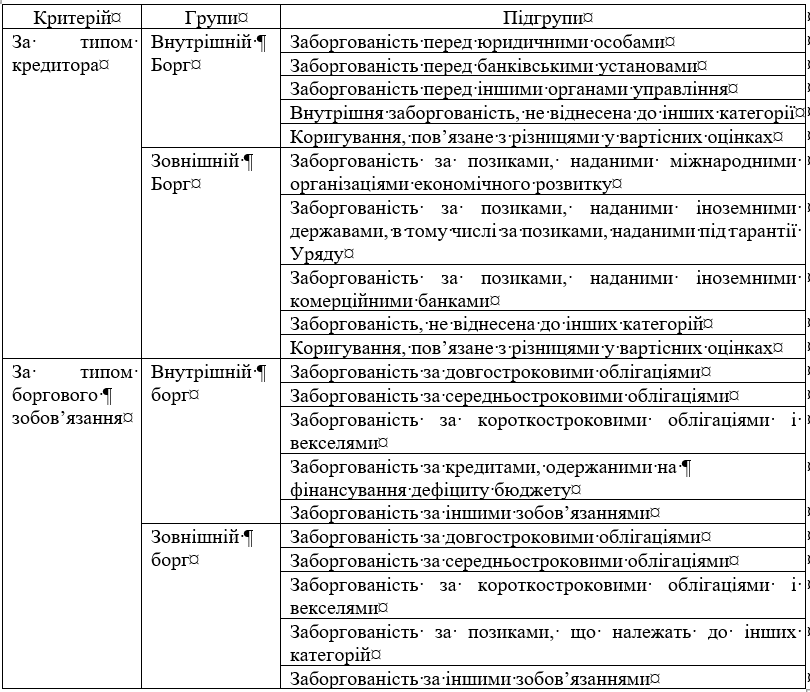 Критерій Групи Підгрупи
За типом
кредитора
Внутрішній
Борг
Заборгованість перед юридичними особами
Заборгованість перед банківськими установами
Заборгованість перед іншими органами управління
Внутрішня заборгованість, не віднесена до інших категорії
Коригування, пов’язане з різницями у вартісних оцінках
Зовнішній
Борг
Заборгованість за позиками, наданими міжнародними
організаціями економічного розвитку
Заборгованість за позиками, наданими іноземними
державами, в тому числі за позиками, наданими під гарантії
Уряду
Заборгованість за позиками, наданими іноземними
комерційними банками
Заборгованість, не віднесена до інших категорій
Коригування, пов’язане з різницями у вартісних оцінках
За типом
боргового
зобов’язання
Внутрішній
борг
Заборгованість за довгостроковими облігаціями
Заборгованість за середньостроковими облігаціями
Заборгованість за короткостроковими облігаціями і
векселями
Заборгованість за кредитами, одержаними на
фінансування дефіциту бюджету
Заборгованість за іншими зобов’язаннями
Зовнішній
борг
Заборгованість за довгостроковими облігаціями
Заборгованість за середньостроковими облігаціями
Заборгованість за короткостроковими облігаціями і
векселями
Заборгованість за позиками, що належать до інших
категорій
Заборгованість за іншими зобов’язаннями